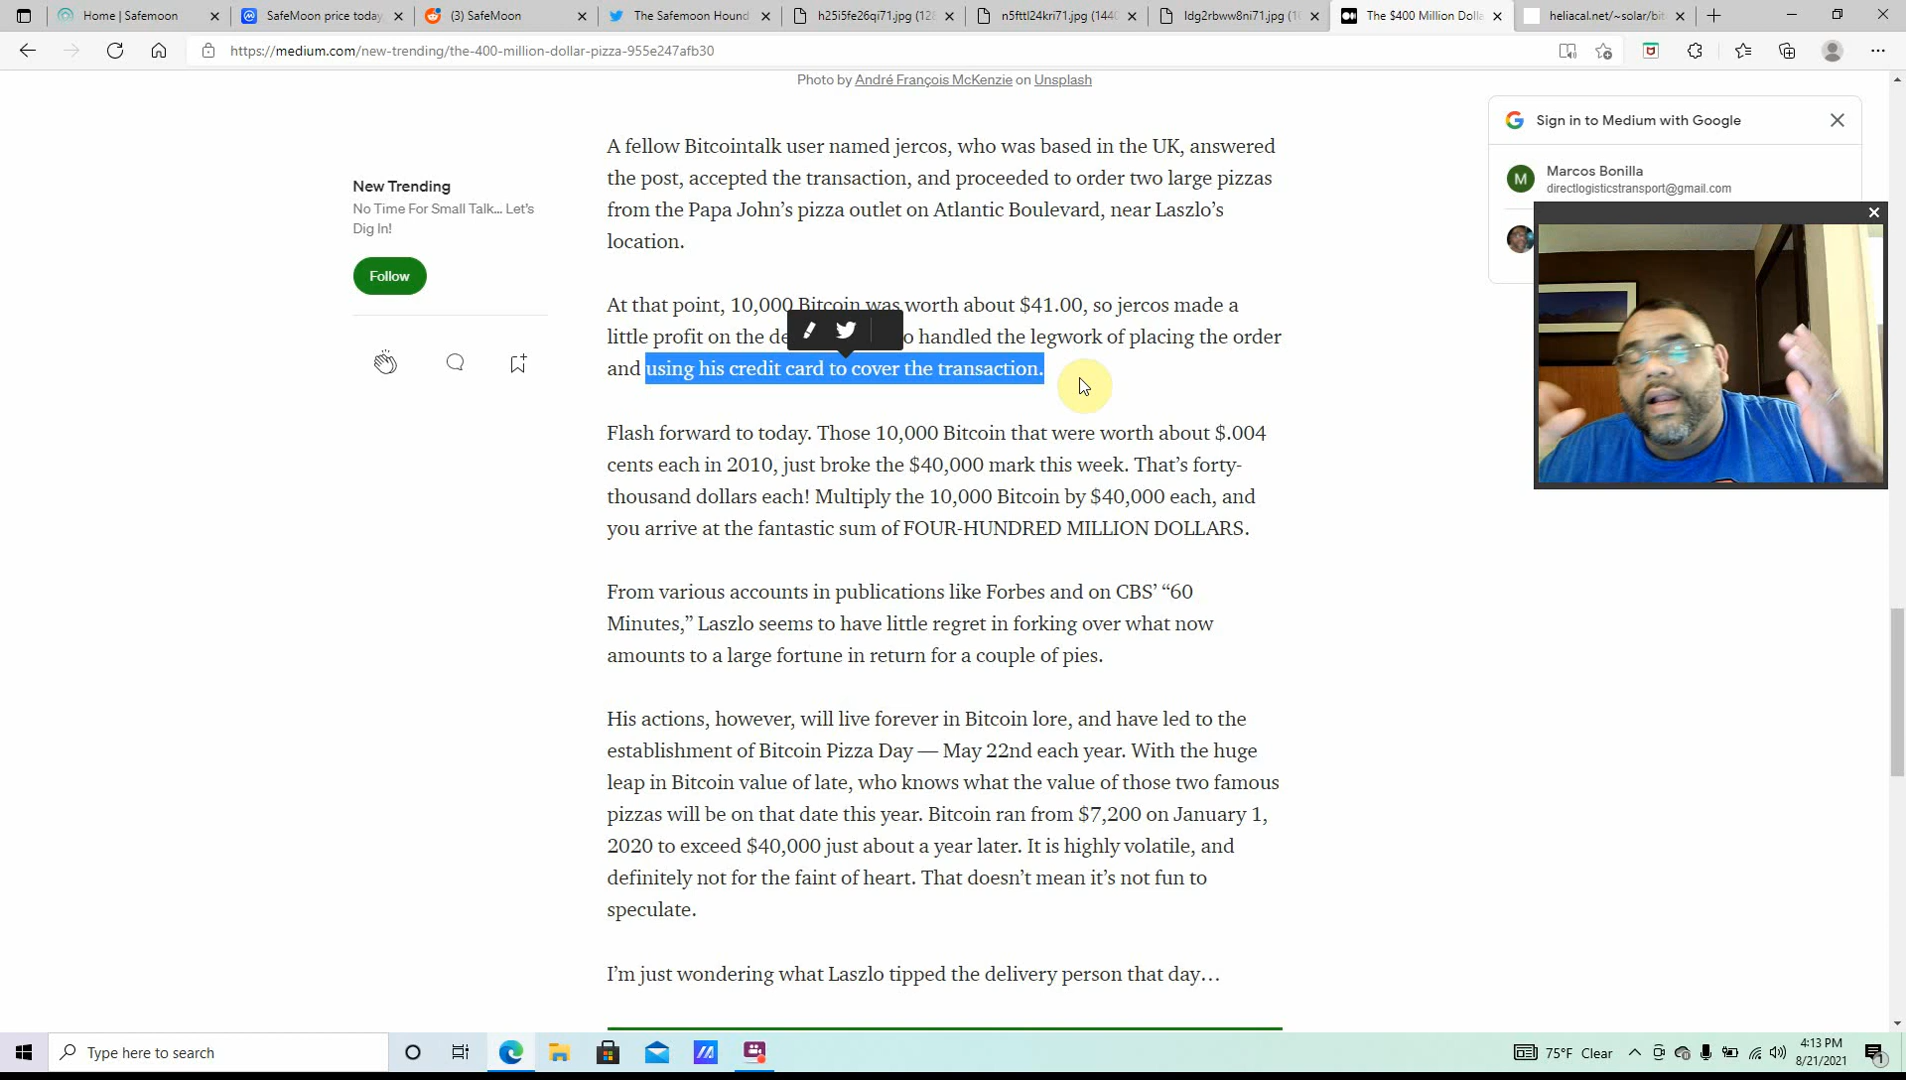 Home | Safemoon
SafeMoon price today,
(3) SafeMoon
The Safemoon Hound
h25i5fe26qi71.jpg (128
n5fttl24kri71.jpg (1440
ldg2rbww8ni71.jpg (10
The $400 Million Dolla
heliacal.net/~solar/bit
https://medium.com/new-trending/the-400-million-dollar-pizza-955e247afb30
Photo by André François McKenzie on Unsplash
Sign in to Medium with Google
Marcos Bonilla
M
directlogisticstransport@gmail.com
New Trending
No Time For Small Talk... Let's
Dig In!
Follow
A fellow Bitcointalk user named jercos, who was based in the UK, answered
the post, accepted the transaction, and proceeded to order two large pizzas
from the Papa John's pizza outlet on Atlantic Boulevard, near Laszlo's
location.
At that point, 10,000 Bitcoin was worth about $41.00, so jercos made a
little profit on the de o handled the legwork of placing the order
and using his credit card to cover the transaction.
Flash forward to today. Those 10,000 Bitcoin that were worth about $.004
cents each in 2010, just broke the $40,000 mark this week. That's forty-
thousand dollars each! Multiply the 10,000 Bitcoin by $40,000 each, and
you arrive at the fantastic sum of FOUR-HUNDRED MILLION DOLLARS.
From various accounts in publications like Forbes and on CBS' “60
Minutes,” Laszlo seems to have little regret in forking over what now
amounts to a large fortune in return for a couple of pies.
His actions, however, will live forever in Bitcoin lore, and have led to the
establishment of Bitcoin Pizza Day — May 22nd each year. With the huge
leap in Bitcoin value of late, who knows what the value of those two famous
pizzas will be on that date this year. Bitcoin ran from $7,200 on January 1,
2020 to exceed $40,000 just about a year later. It is highly volatile, and
definitely not for the faint of heart. That doesn't mean it's not fun to
speculate.
I'm just wondering what Laszlo tipped the delivery person that day…
Type here to search
75°F Clear
4:13 PM
8/21/2021
1